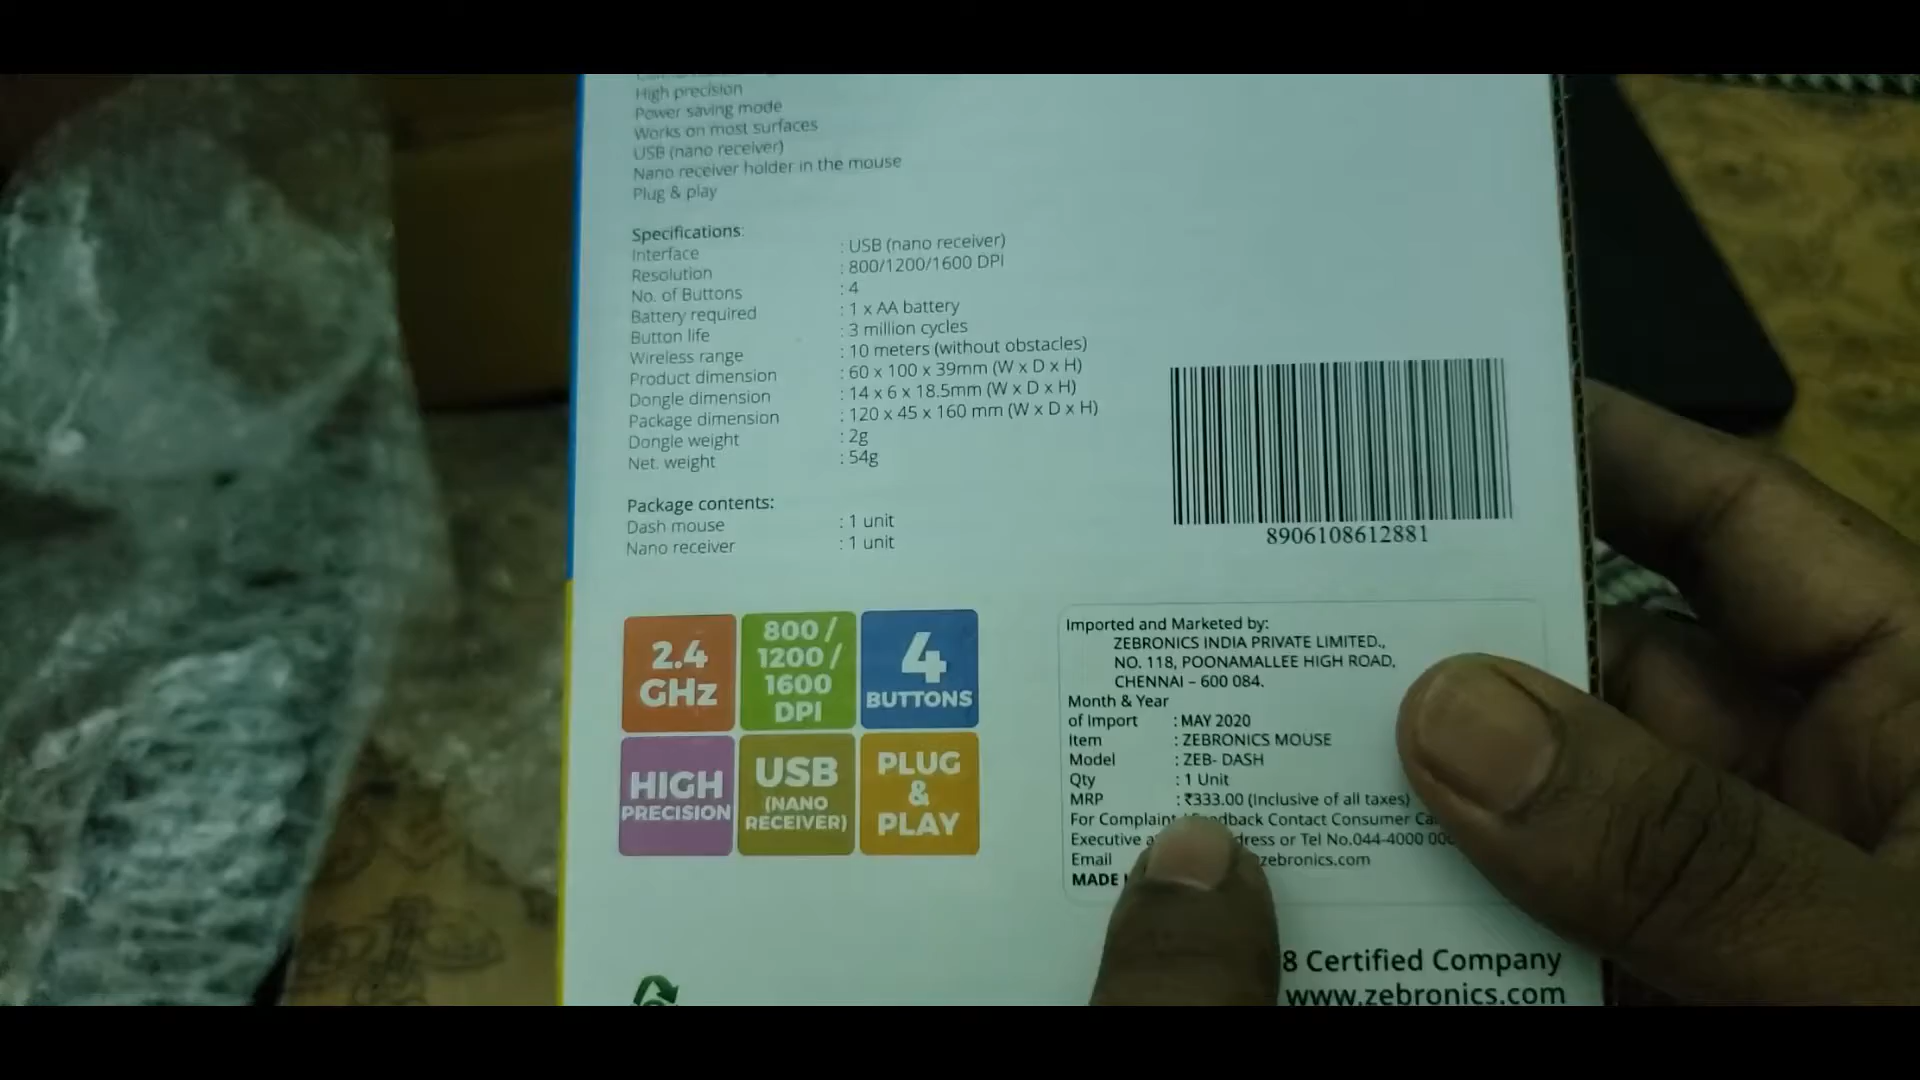 High precision
Power saving mode
Works on most surfaces
USB (nano receiver)
Nano receiver holder in the mouse
Plug & play
Specifications:
Interface : USB (nano receiver)
Resolution : 800/1200/1600 DPI
No. of Buttons : 4
Battery required : 1 x AA battery
Button life : 3 million cycles
Wireless range : 10 meters (without obstacles)
Product dimension : 60 x 100 x 39mm (W x D x H)
Dongle dimension : 14 x 6 x 18.5mm (W x D x H)
Package dimension : 120 x 45 x 160 mm (W x D x H)
Dongle weight : 2g
Net. weight : 54g
Package contents:
Dash mouse : 1 unit
Nano receiver : 1 unit
8906108612881
2.4
GHz
800 /
1200 /
1600
DPI
4
BUTTONS
HIGH
PRECISION
USB
(NANO
RECEIVER)
PLUG
&
PLAY
Imported and Marketed by:
ZEBRONICS INDIA PRIVATE LIMITED.,
NO. 118, POONAMALLEE HIGH ROAD,
CHENNAI – 600 084.
Month & Year
of Import : MAY 2020
Item : ZEBRONICS MOUSE
Model : ZEB- DASH
Qty : 1 Unit
MRP : ₹333.00 (Inclusive of all taxes)
For Complaint Contact Consumer
Executive or Tel No.044-4000
Email zebronics.com
MADE
8 Certified Company
www.zebronics.com